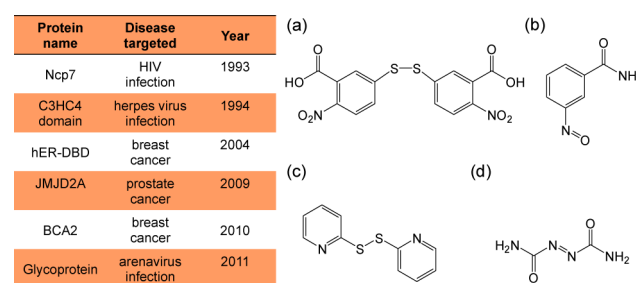 Protein name
Disease targeted
Year
Ncp7
HIV infection
1993
C3HC4 domain
herpes virus infection
1994
hER-DBD
breast cancer
2004
JMJD2A
prostate cancer
2009
BCA2
breast cancer
2010
Glycoprotein
arenavirus infection
2011
(a)
O
HO
O2N
S
S
O
OH
NO2
(b)
O
NH
N
O
(c)
N
S
S
N
(d)
H2N
O
N
N
O
NH2